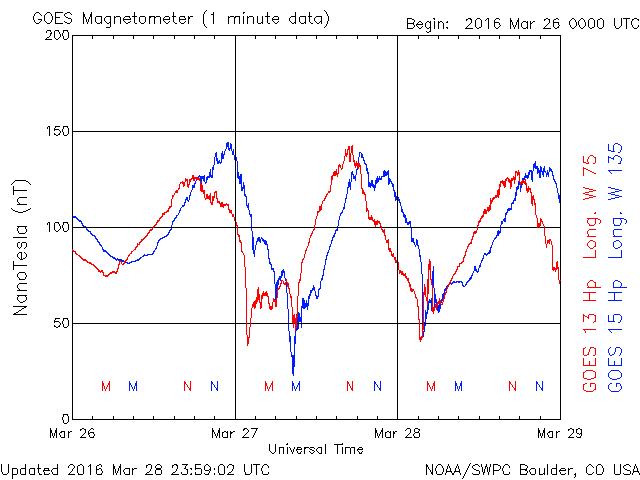 GOES Magnetometer (1 minute data)
Begin: 2016 Mar 26 0000 UTC
200
150
100
50
0
NanoTesla (nT)
M M N N M M N N M M N N
Mar 26 Mar 27 Mar 28 Mar 29
Universal Time
GOES 13 Hp Long. W 75
GOES 15 Hp Long. W 135
Updated 2016 Mar 28 23:59:02 UTC
NOAA/SWPC Boulder, CO USA